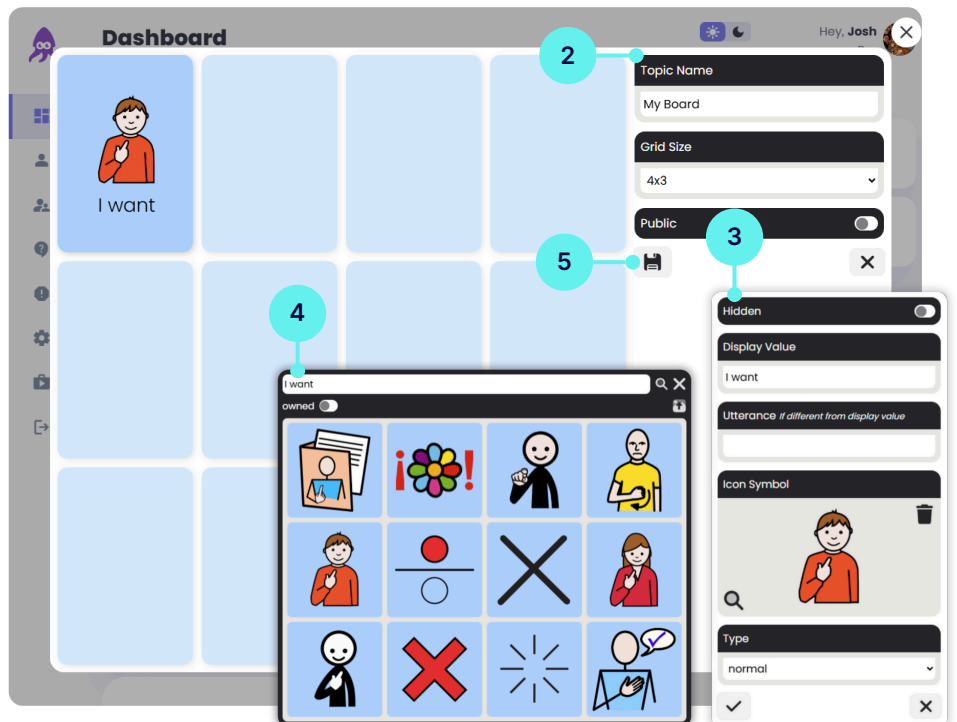 Dashboard
Hey, Josh
2
Topic Name
My Board
Grid Size
4x3
Public
I want
3
5
4
I want
owned
Hidden
Display Value
I want
Utterance If different from display value
Icon Symbol
Type
normal